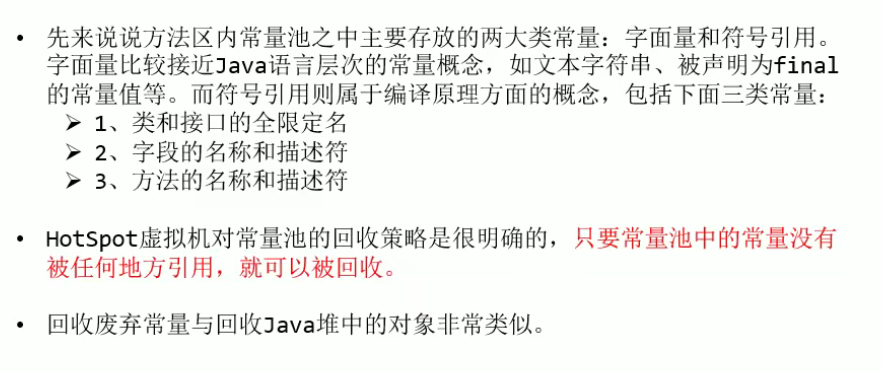 • 先来说说方法区内常量池之中主要存放的两大类常量：字面量和符号引用。
字面量比较接近Java语言层次的常量概念，如文本字符串、被声明为final
的常量值等。而符号引用则属于编译原理方面的概念，包括下面三类常量：
➢ 1、类和接口的全限定名
➢ 2、字段的名称和描述符
➢ 3、方法的名称和描述符
• HotSpot虚拟机对常量池的回收策略是很明确的，只要常量池中的常量没有
被任何地方引用，就可以被回收。
• 回收废弃常量与回收Java堆中的对象非常类似。